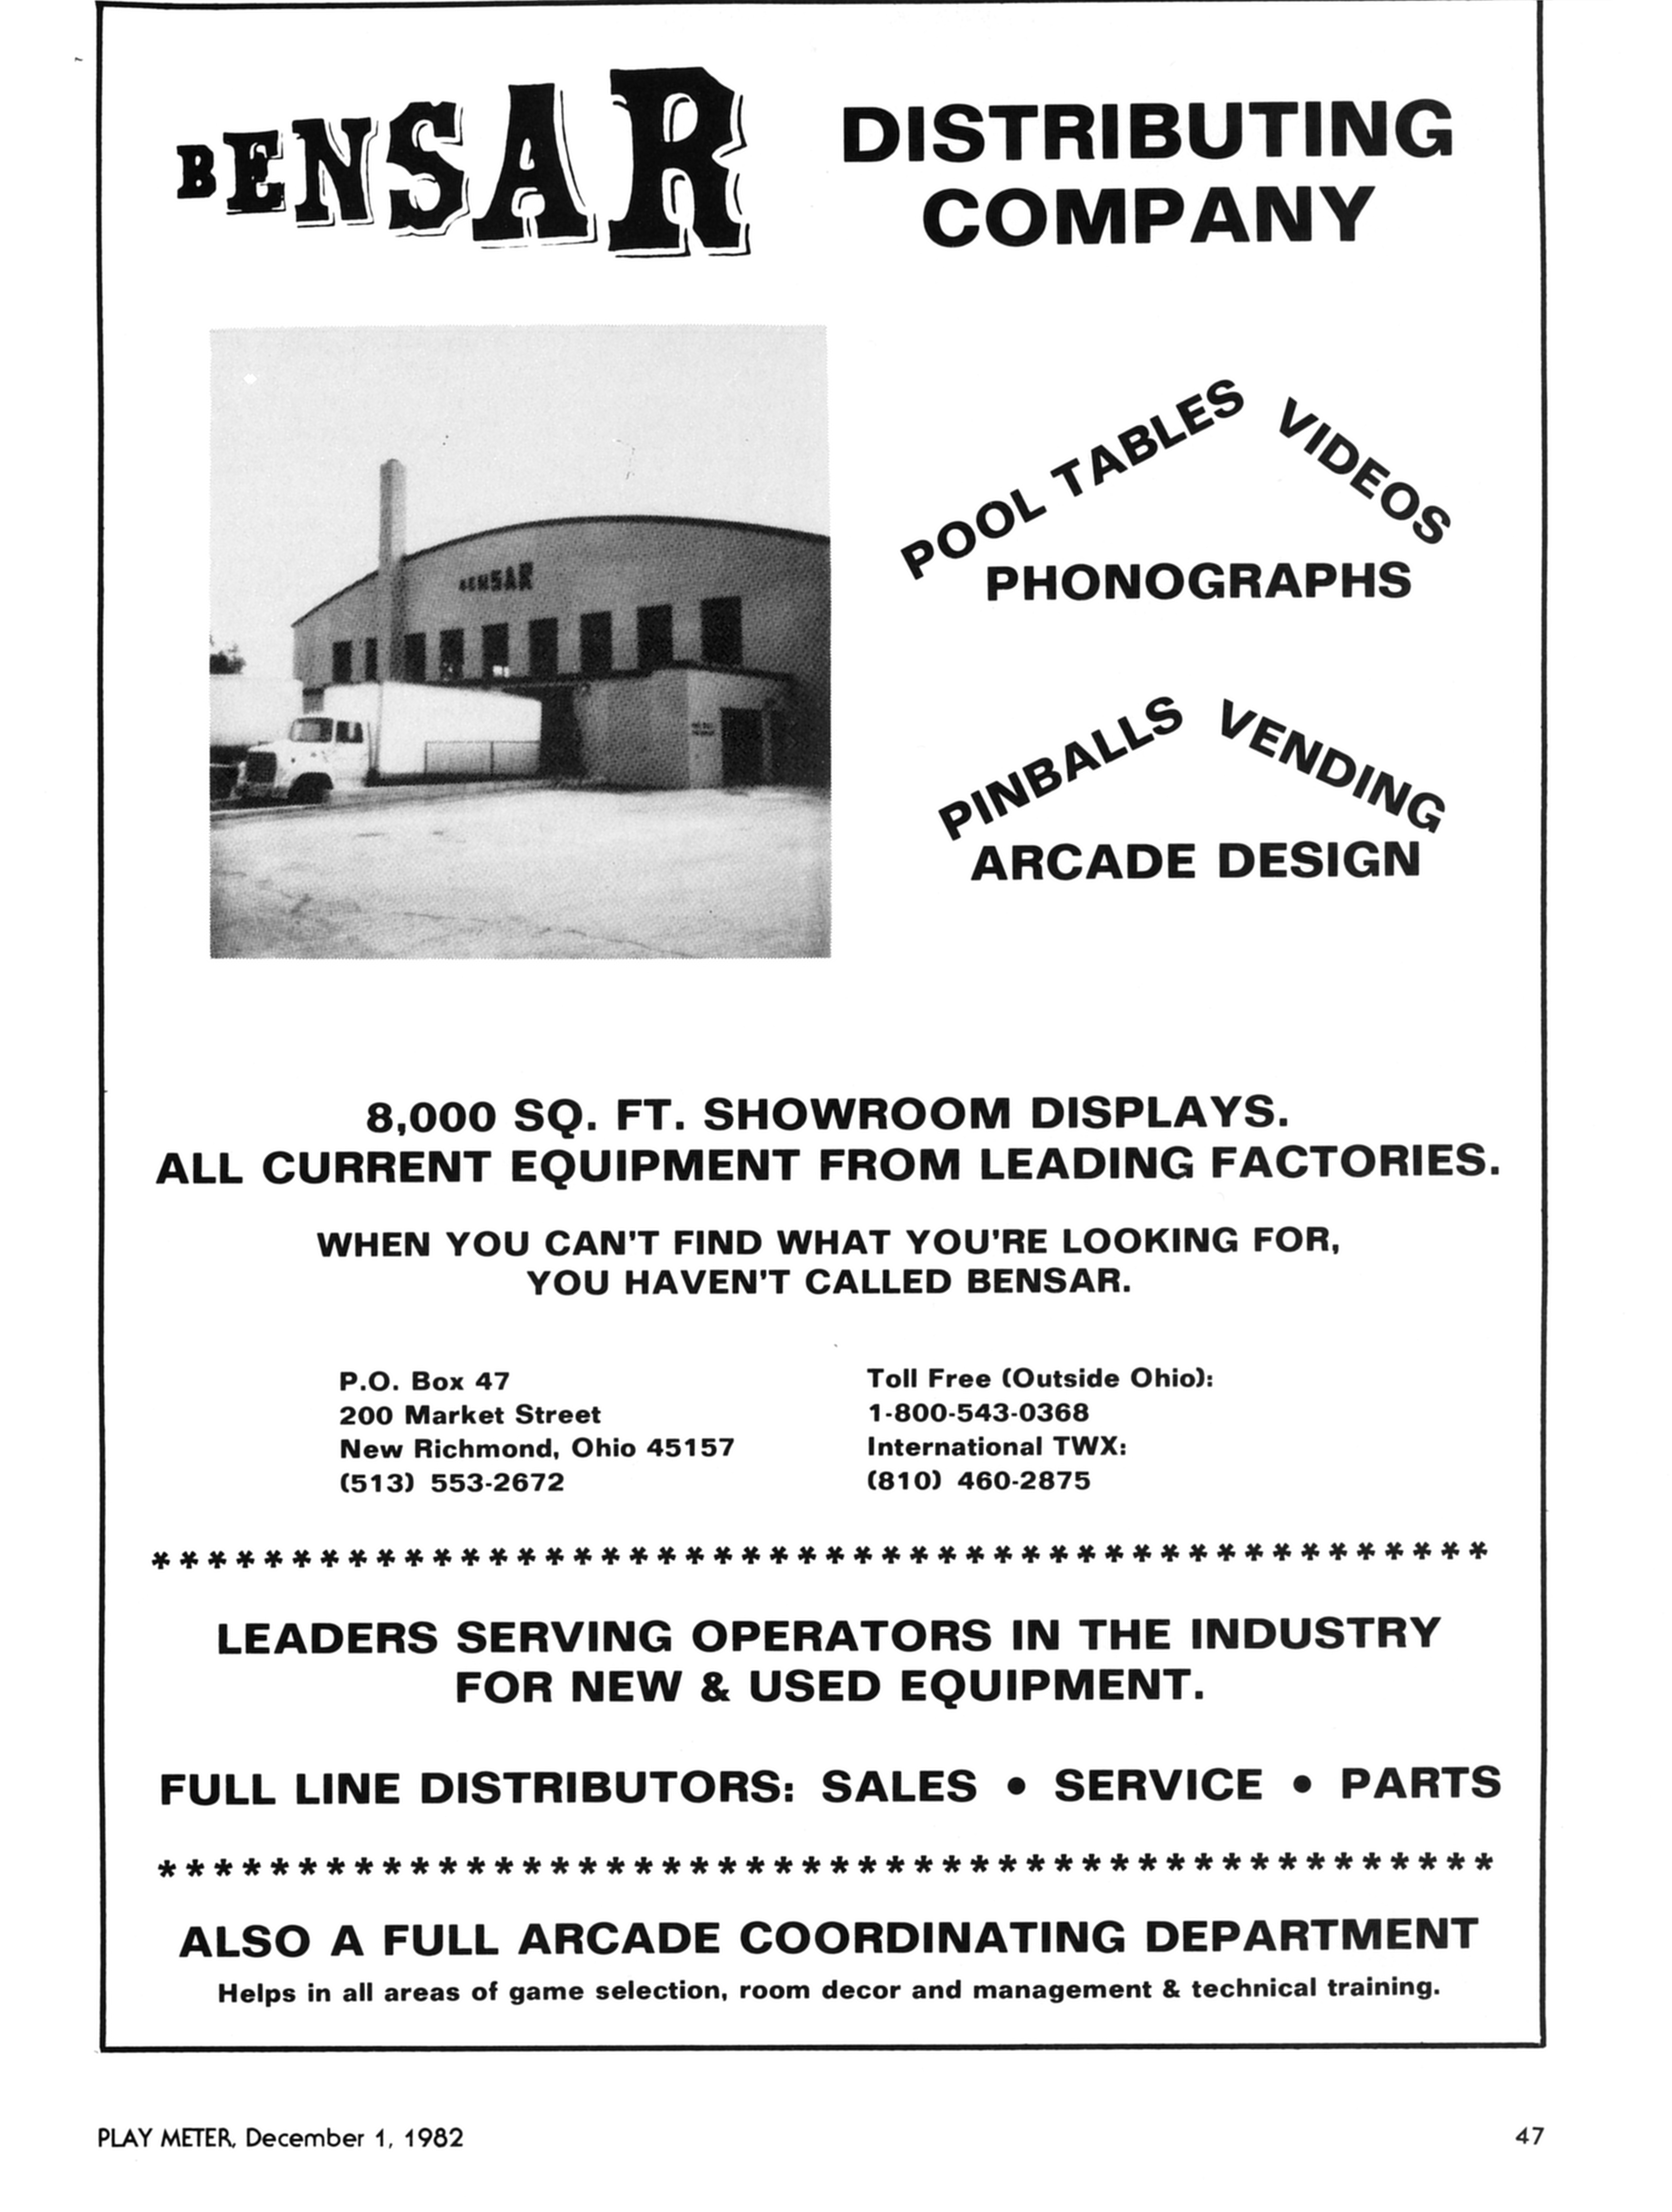 BENSAR
DISTRIBUTING
COMPANY
BENSAR
POOL TABLES
VIDEOS
PHONOGRAPHS
PINBALLS
VENDING
ARCADE DESIGN
8,000 SQ. FT. SHOWROOM DISPLAYS.
ALL CURRENT EQUIPMENT FROM LEADING FACTORIES.
WHEN YOU CAN'T FIND WHAT YOU'RE LOOKING FOR,
YOU HAVEN'T CALLED BENSAR.
P.O. Box 47
200 Market Street
New Richmond, Ohio 45157
(513) 553-2672
Toll Free (Outside Ohio):
1-800-543-0368
International TWX:
(810) 460-2875
************************************************
LEADERS SERVING OPERATORS IN THE INDUSTRY
FOR NEW & USED EQUIPMENT.
FULL LINE DISTRIBUTORS: SALES • SERVICE • PARTS
************************************************
ALSO A FULL ARCADE COORDINATING DEPARTMENT
Helps in all areas of game selection, room decor and management & technical training.
PLAY METER, December 1, 1982
47